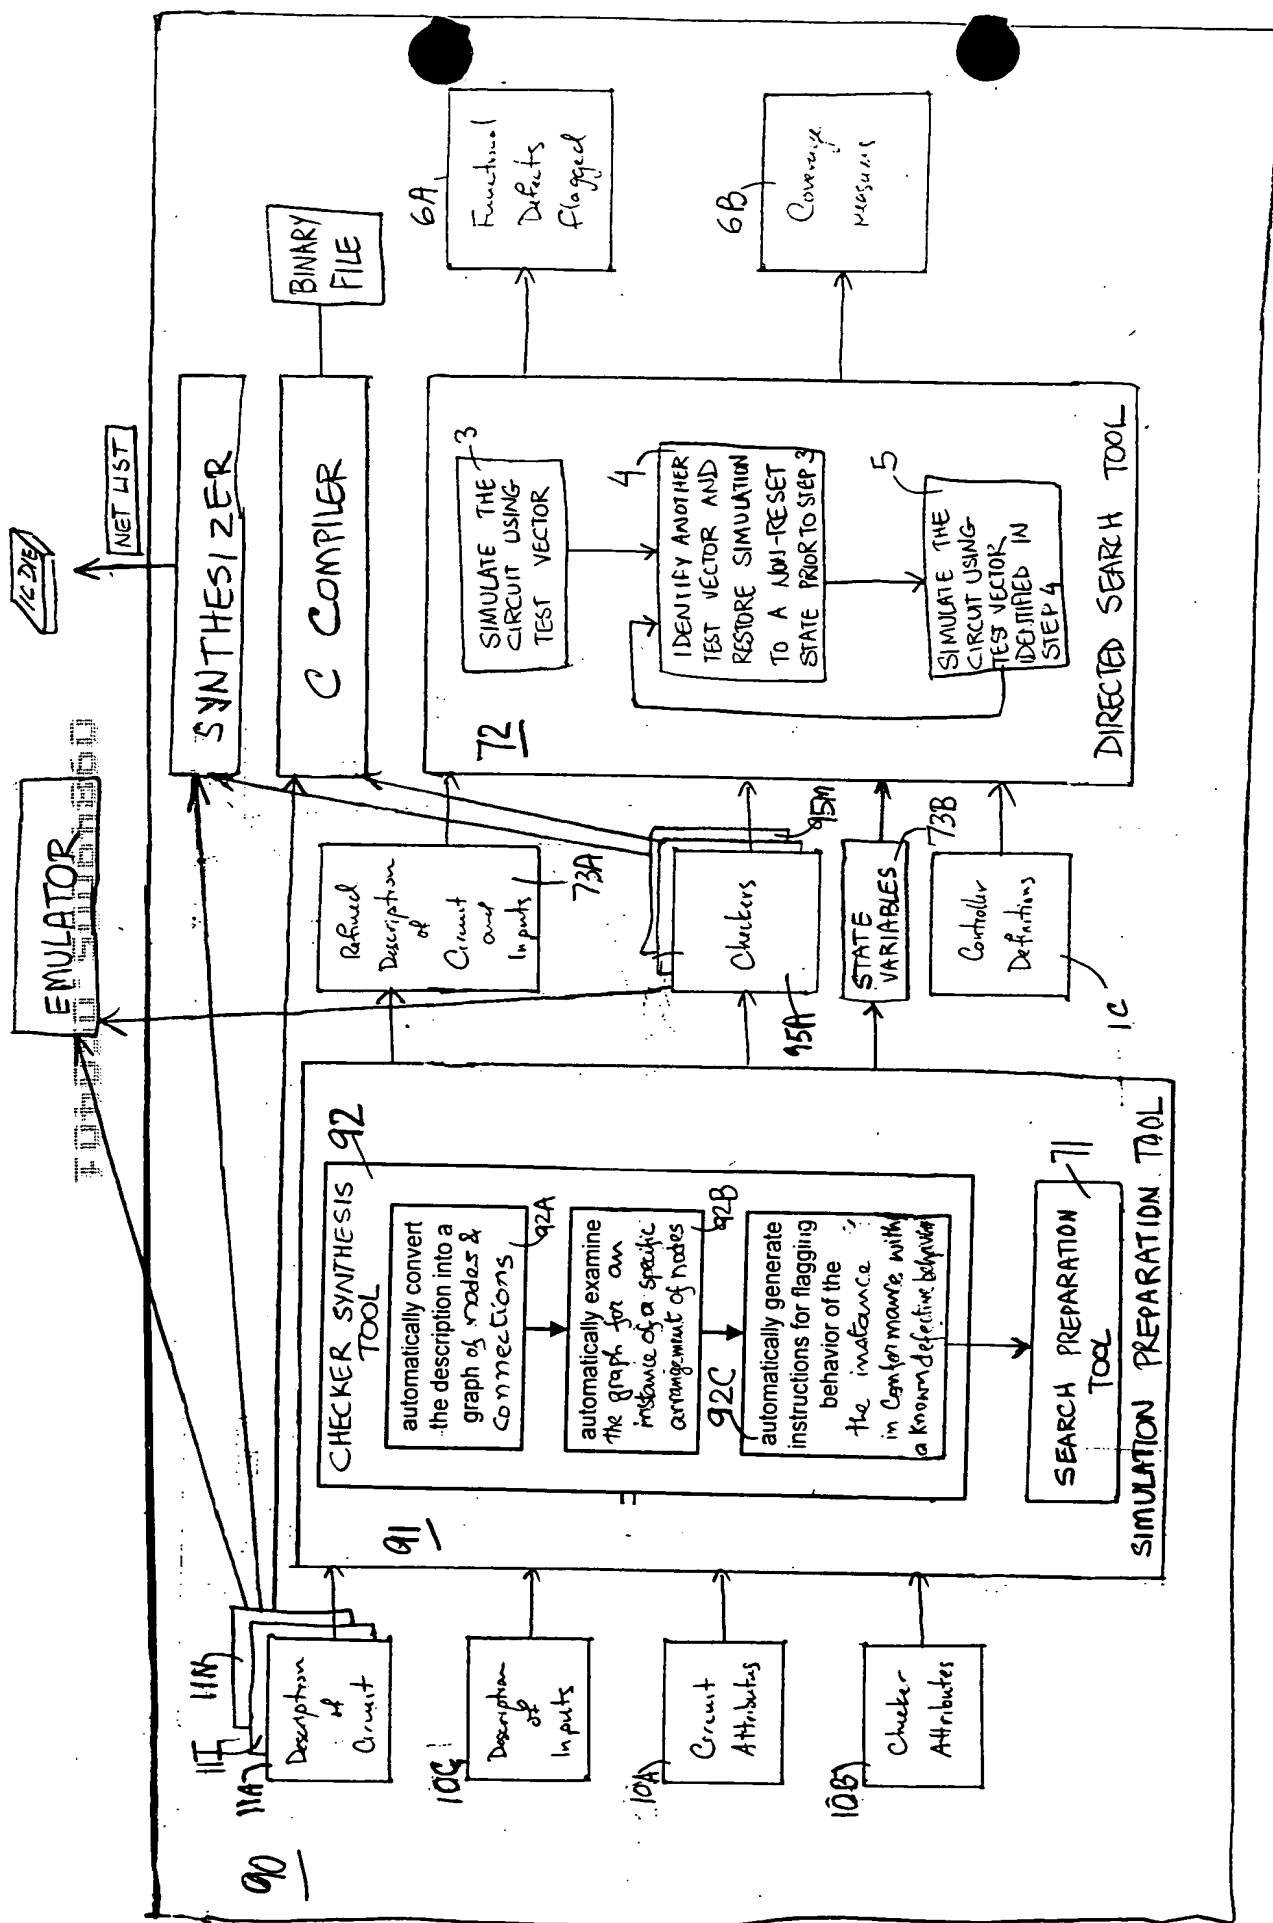 90
11A
11I
11N
Description
of
Circuit
10C
Description
of
Inputs
10A
Circuit
Attributes
10B
Checker
Attributes
91
CHECKER SYNTHESIS
TOOL
92
automatically convert
the description into a
graph of nodes &
connections
92A
automatically examine
the graph for an
instance of a specific
arrangement of nodes
92B
92C
automatically generate
instructions for flagging
behavior of the
the instance
in conformance with
a known defective behavior
SEARCH PREPARATION
TOOL
71
SIMULATION PREPARATION TOOL
EMULATOR
Refined
Description
of
Circuit
and
Inputs
73A
Checkers
95A
95M
STATE
VARIABLES
73B
Controller
Definitions
1C
IC DIE
NET LIST
SYNTHESIZER
C COMPILER
BINARY
FILE
72
SIMULATE THE
CIRCUIT USING
TEST VECTOR
3
IDENTIFY ANOTHER
TEST VECTOR AND
RESTORE SIMULATION
TO A NON-RESET
STATE PRIOR TO STEP 3
4
SIMULATE THE
CIRCUIT USING
TEST VECTOR
IDENTIFIED IN
STEP 4
5
DIRECTED SEARCH TOOL
6A
Functional
Defects
flagged
6B
Coverage
measure